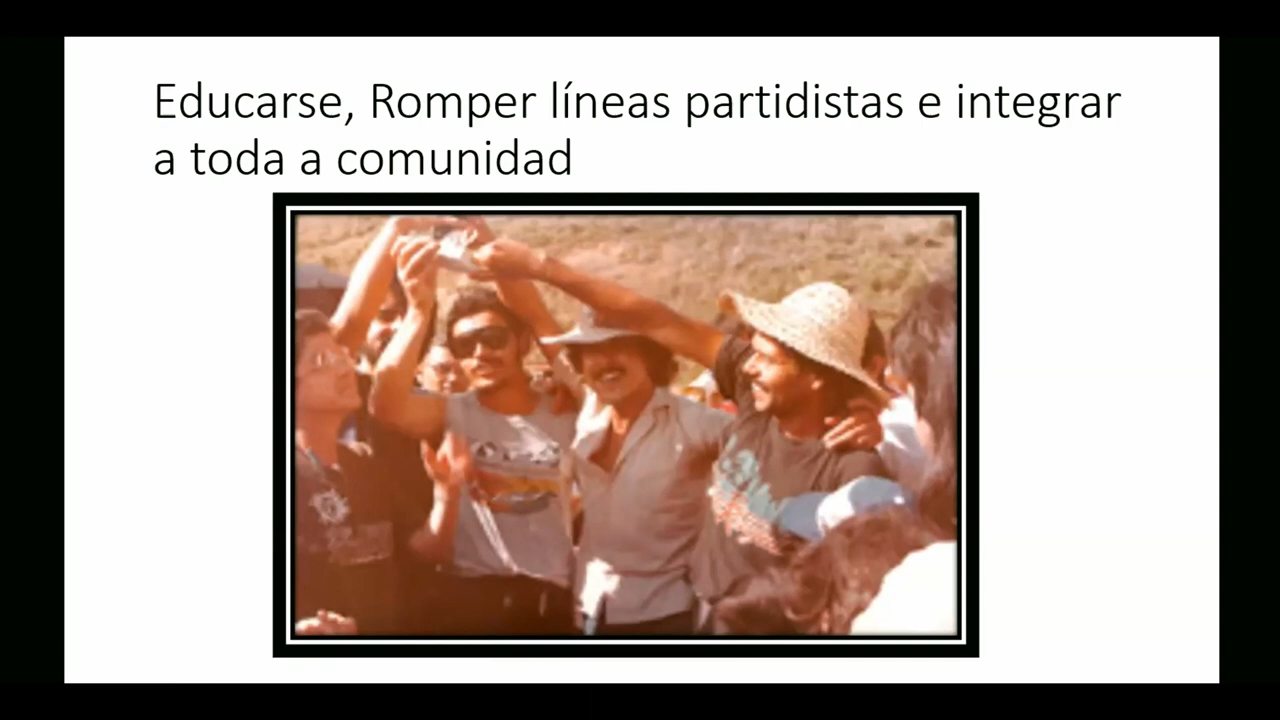 Educarse, Romper líneas partidistas e integrar
a toda a comunidad